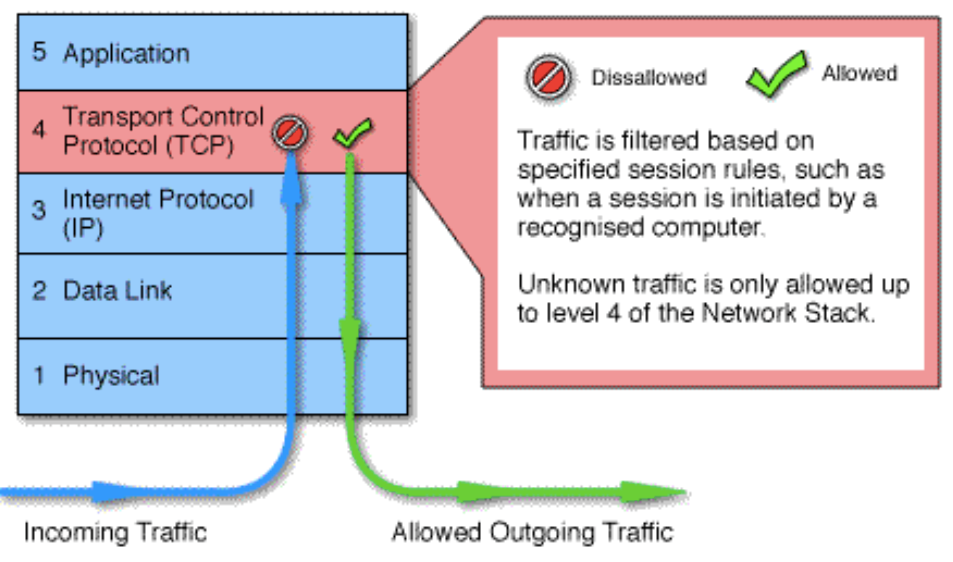 5 Application
4 Transport Control
Protocol (TCP)
3 Internet Protocol
(IP)
2 Data Link
1 Physical
Dissallowed
Allowed
Traffic is filtered based on
specified session rules, such as
when a session is initiated by a
recognised computer.
Unknown traffic is only allowed up
to level 4 of the Network Stack.
Incoming Traffic
Allowed Outgoing Traffic